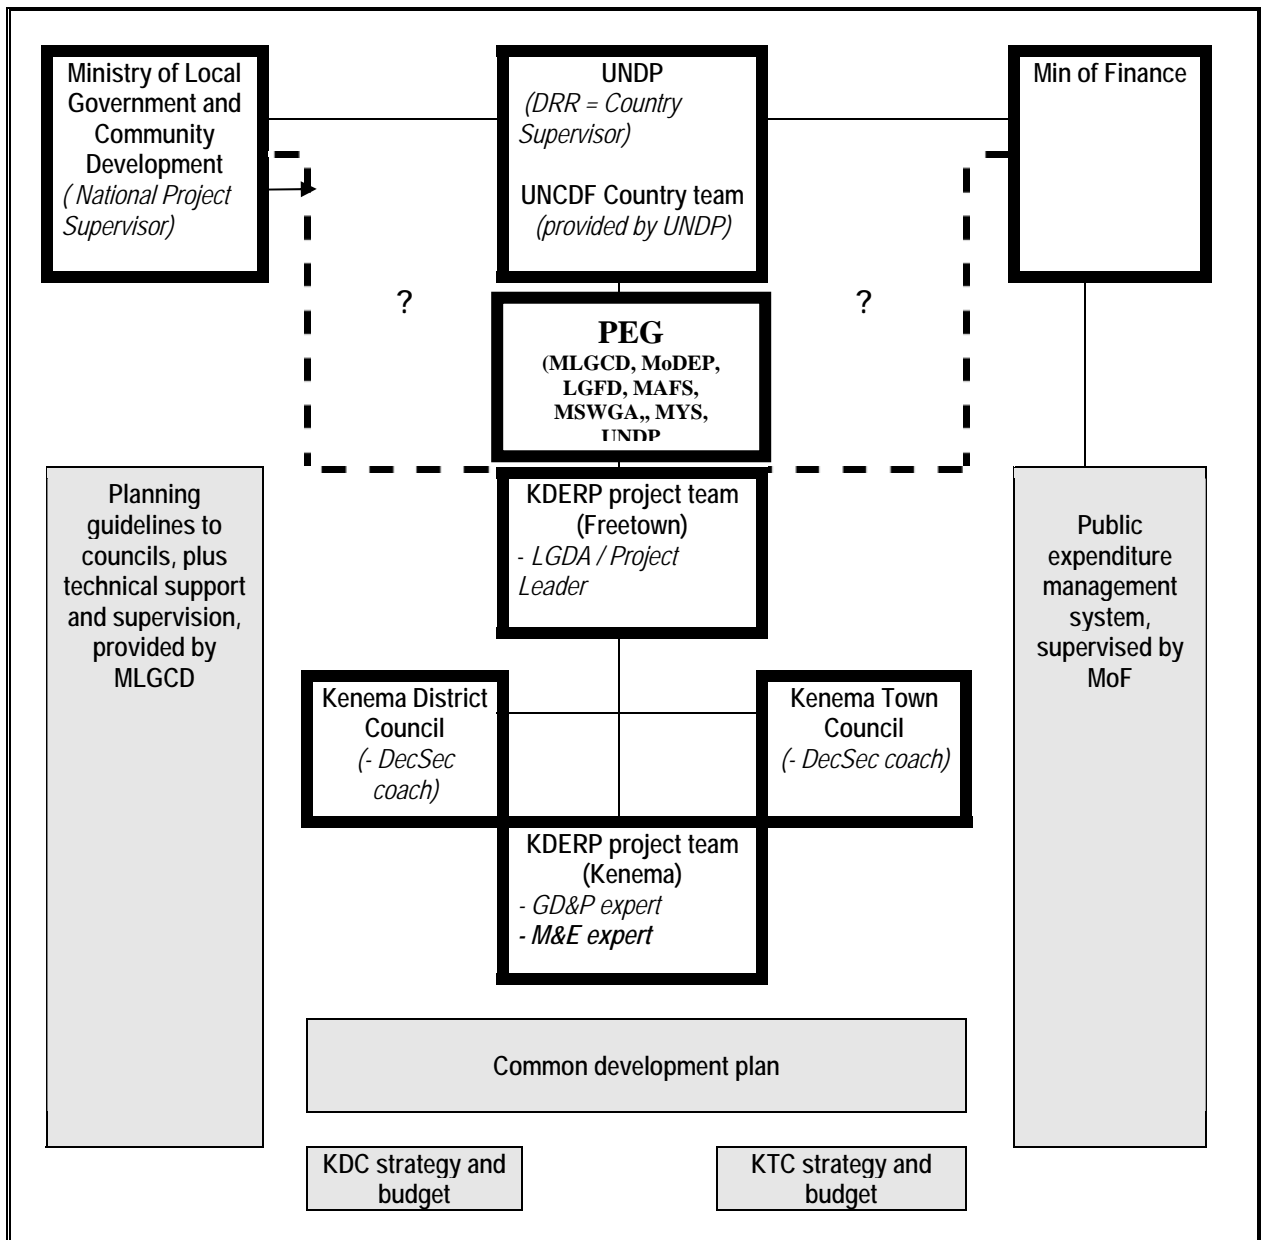 Ministry of Local
Government and
Community
Development
( National Project
Supervisor)
UNDP
(DRR = Country
Supervisor)
UNCDF Country team
(provided by UNDP)
Min of Finance
?
?
PEG
(MLGCD, MoDEP,
LGFD, MAFS,
MSWGA,, MYS,
UNDP
Planning
guidelines to
councils, plus
technical support
and supervision,
provided by
MLGCD
KDERP project team
(Freetown)
- LGDA / Project
Leader
Public
expenditure
management
system,
supervised by
MoF
Kenema District
Council
(- DecSec
coach)
Kenema Town
Council
(- DecSec coach)
KDERP project team
(Kenema)
- GD&P expert
- M&E expert
Common development plan
KDC strategy and
budget
KTC strategy and
budget